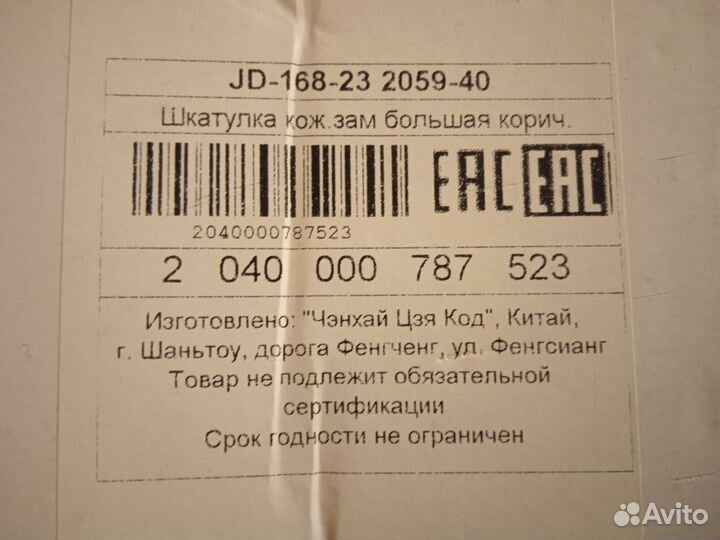 JD-168-23 2059-40
Шкатулка кож.зам большая корич.
EAC EAC
2040000787523
2 040 000 787 523
Изготовлено: "Чэнхай Цзя Код", Китай,
г. Шаньтоу, дорога Фенгченг, ул. Фенгсианг
Товар не подлежит обязательной
сертификации
Срок годности не ограничен
Avito